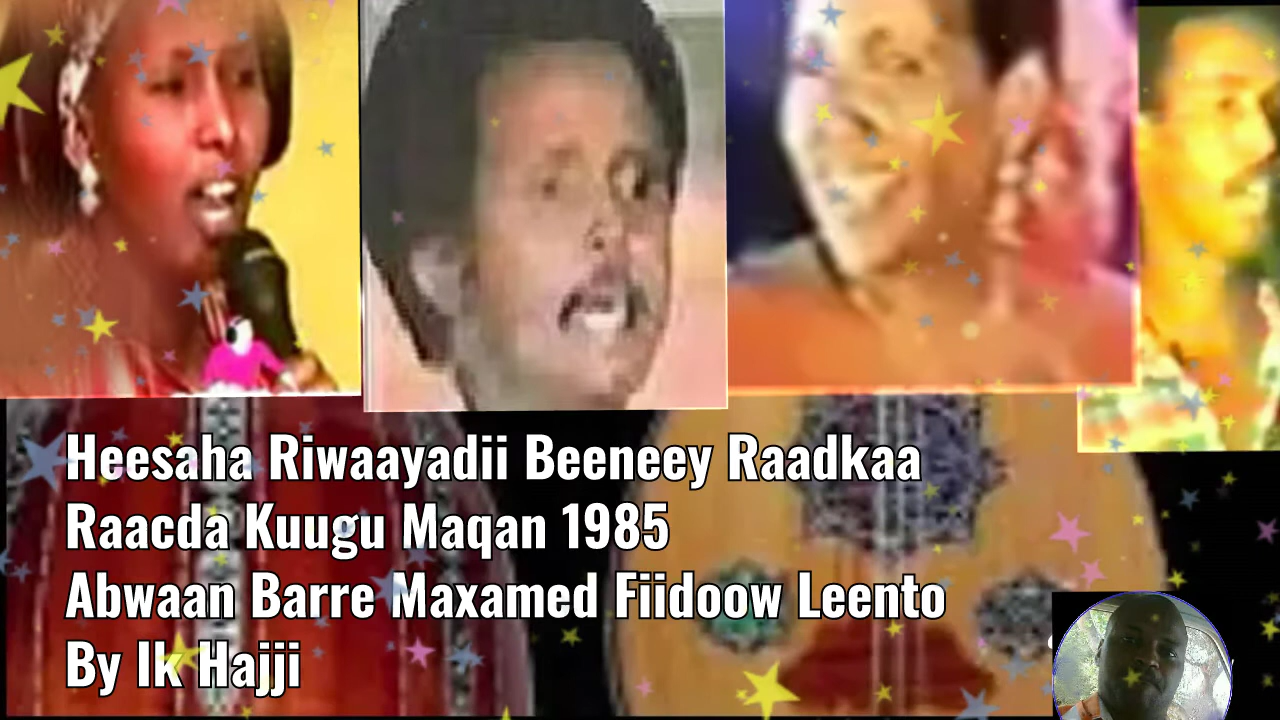 Heesaha Riwaayadii Beeneey Raadkaa
Raacda Kuugu Maqan 1985
Abwaan Barre Maxamed Fiidoow Leento
By Ik Hajji